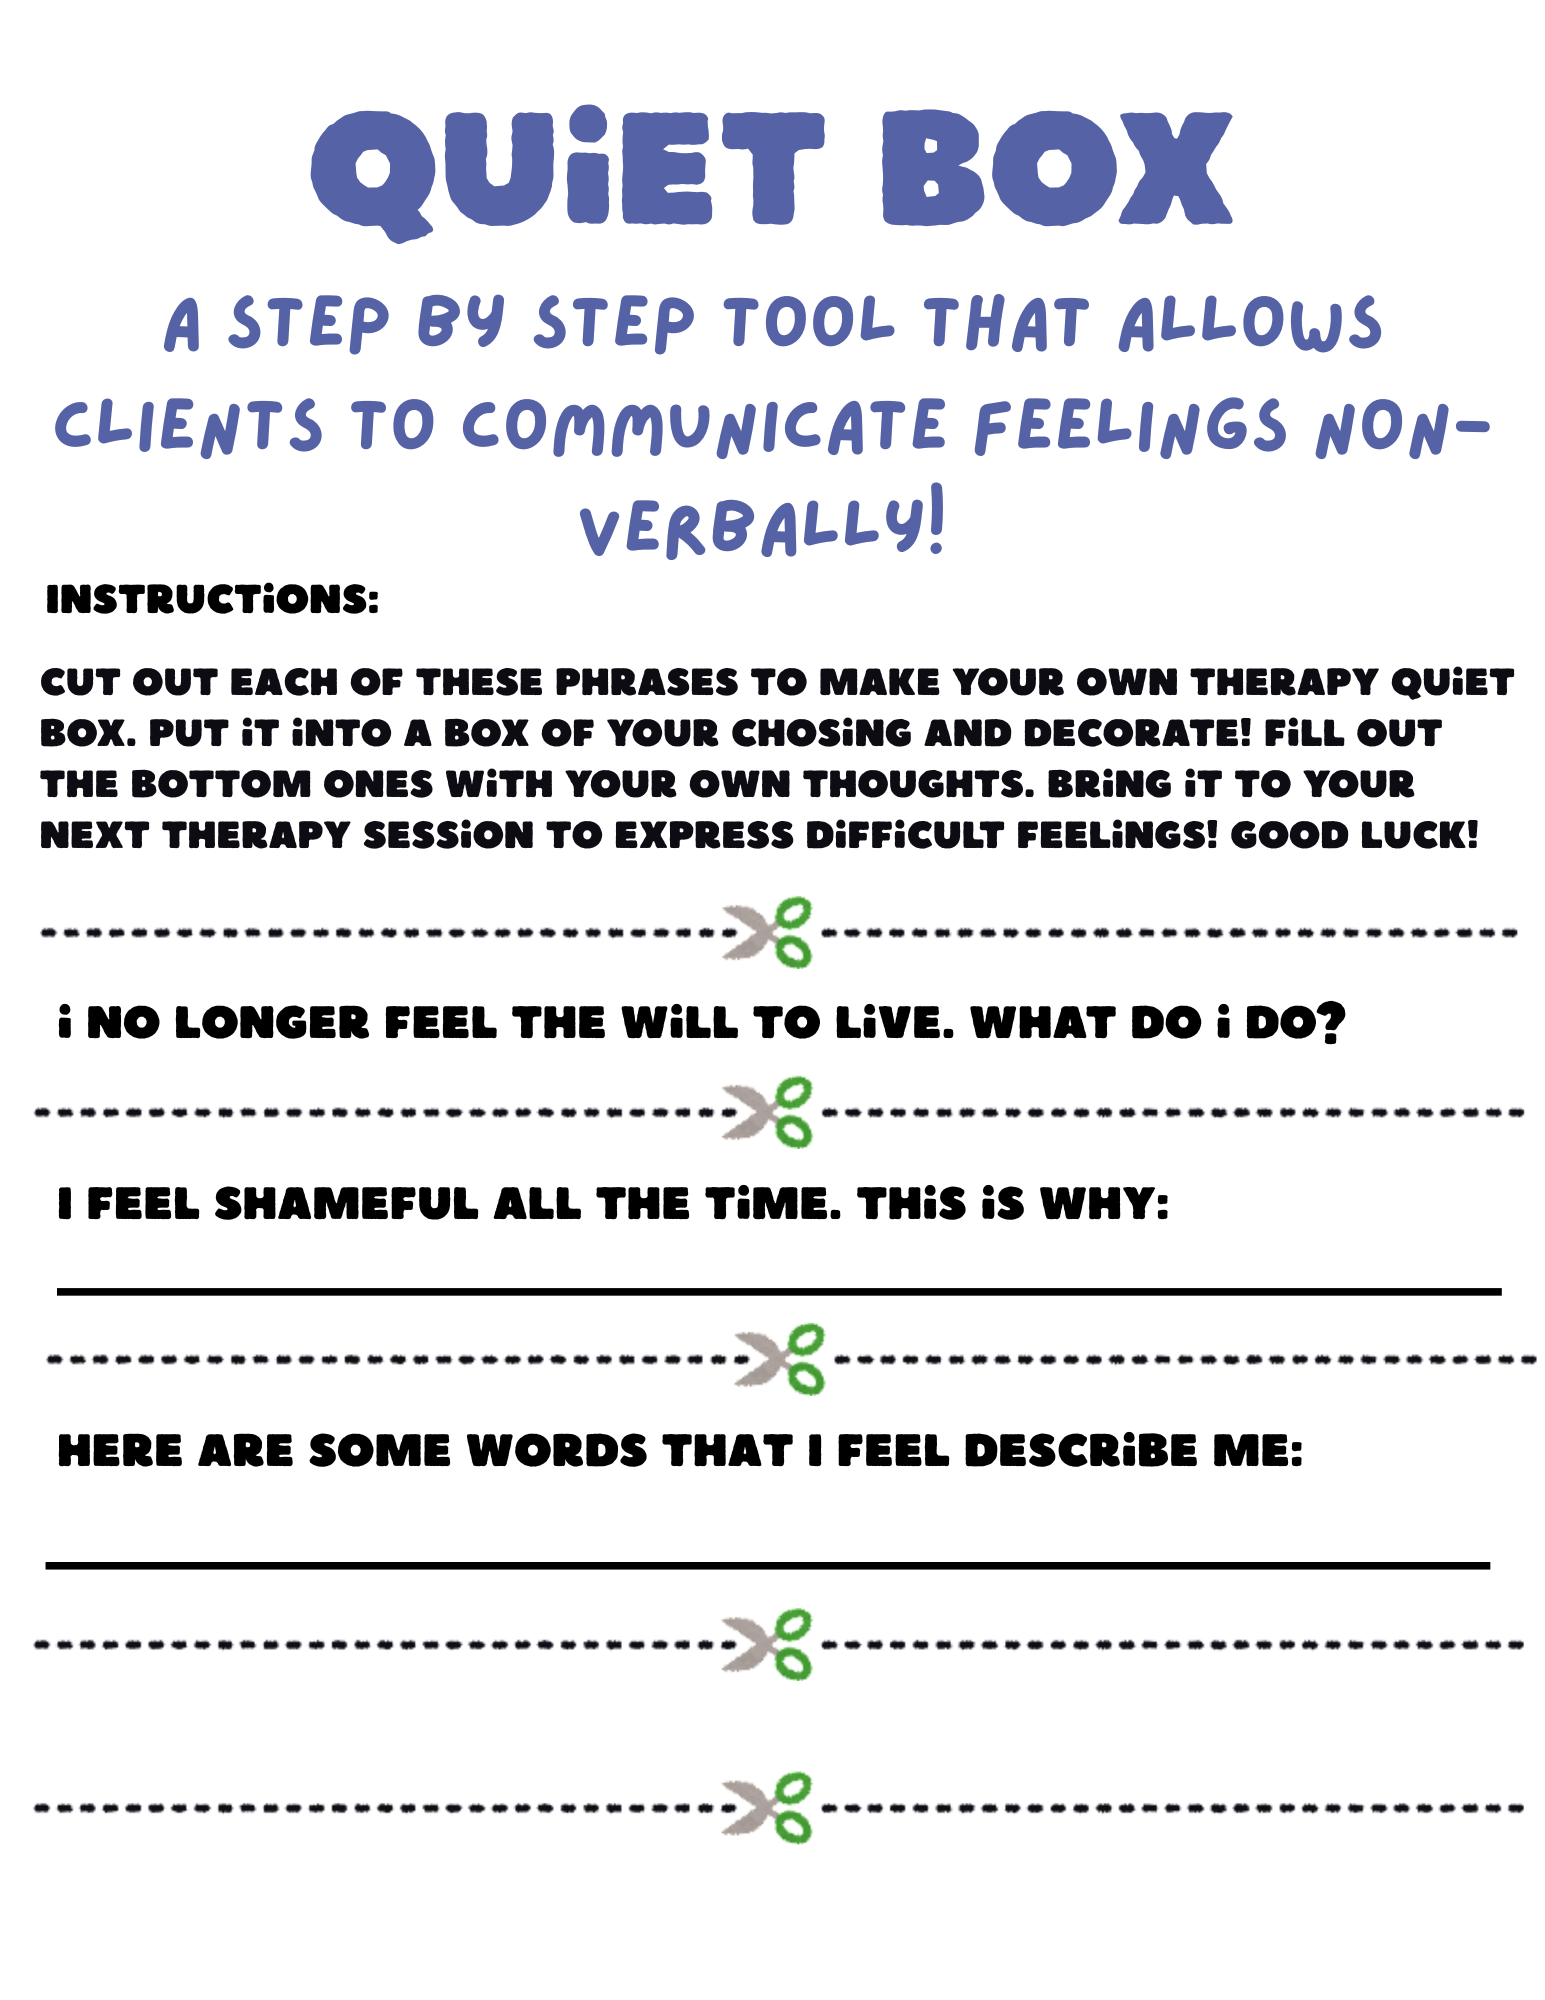 QUiET BOX
A STEP BY STEP TOOL THAT ALLOWS
CLIENTS TO COMMUNICATE FEELINGS NON-
VERBALLY!
INSTRUCTiONS:
CUT OUT EACH OF THESE PHRASES TO MAKE YOUR OWN THERAPY QUiET
BOX. PUT iT iNTO A BOX OF YOUR CHOSiNG AND DECORATE! FiLL OUT
THE BOTTOM ONES WiTH YOUR OWN THOUGHTS. BRiNG iT TO YOUR
NEXT THERAPY SESSiON TO EXPRESS DiFFiCULT FEELiNGS! GOOD LUCK!
i NO LONGER FEEL THE WiLL TO LiVE. WHAT DO i DO?
I FEEL SHAMEFUL ALL THE TiME. THiS iS WHY:
HERE ARE SOME WORDS THAT I FEEL DESCRiBE ME: